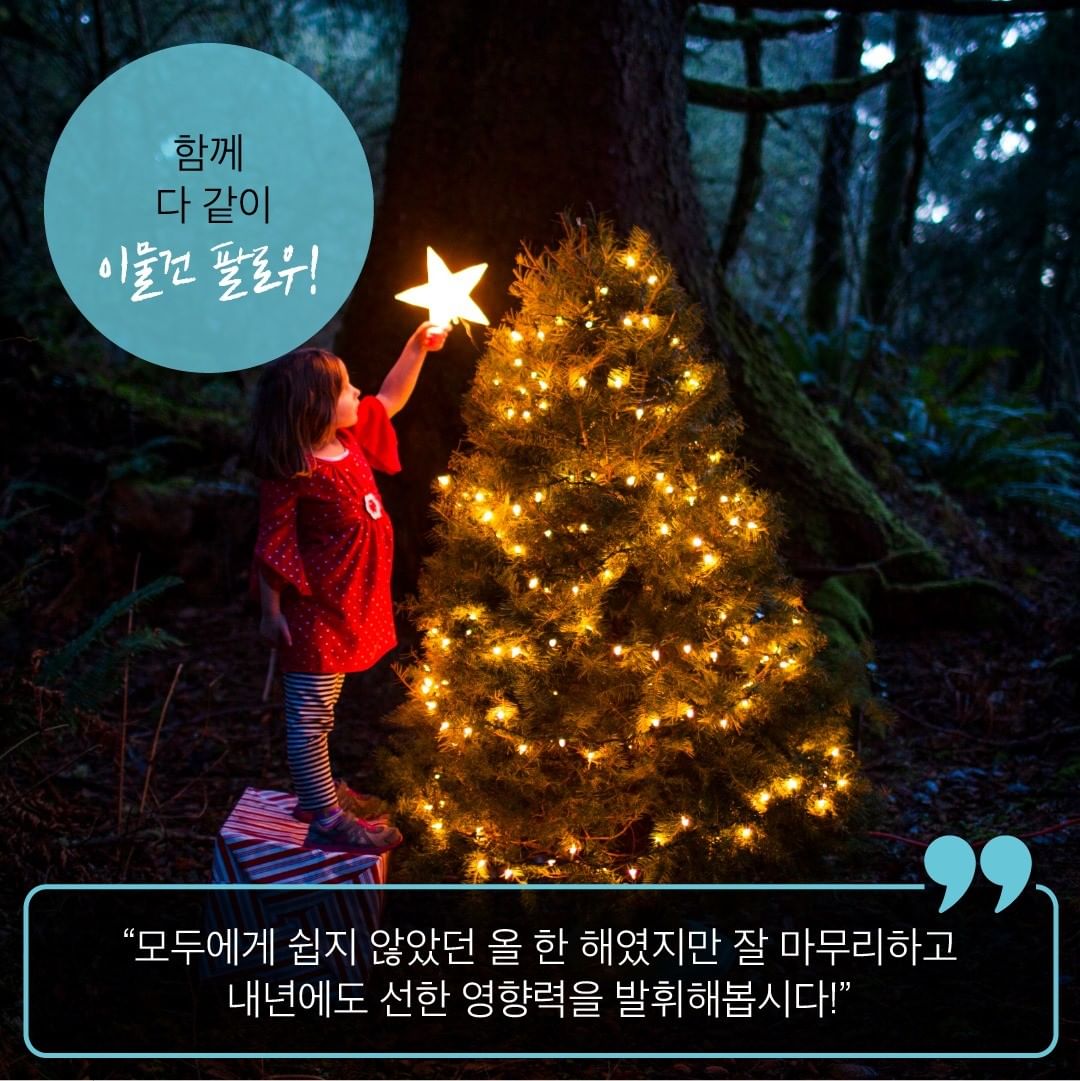 함께
다 같이
이물건 팔로우!
“모두에게 쉽지 않았던 올 한 해였지만 잘 마무리하고
내년에도 선한 영향력을 발휘해봅시다!”